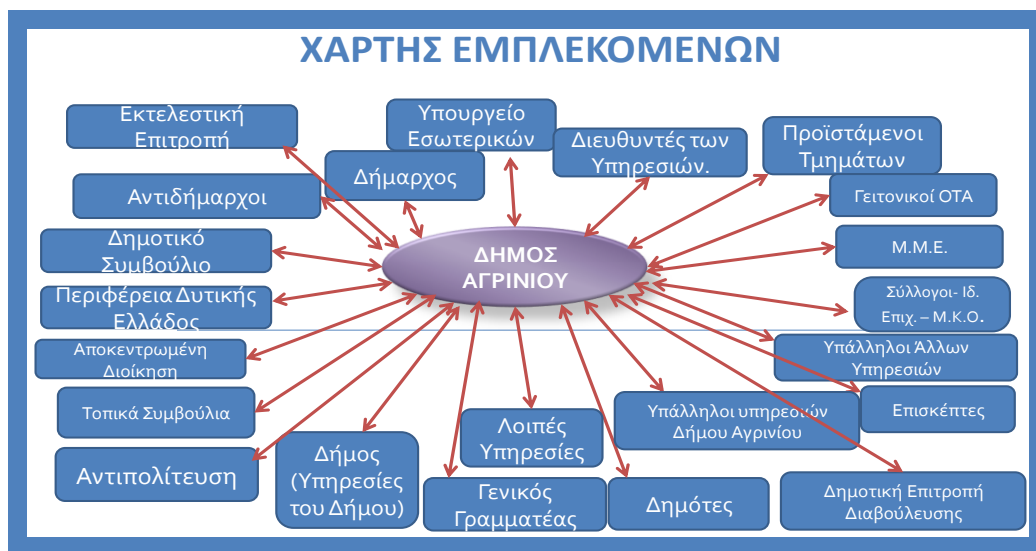 ΧΑΡΤΗΣ ΕΜΠΛΕΚΟΜΕΝΩΝ
Εκτελεστική
Επιτροπή
Υπουργείο
Εσωτερικών
Διευθυντές των
Υπηρεσιών.
Προϊστάμενοι
Τμημάτων
Δήμαρχος
Αντιδήμαρχοι
Γειτονικοί ΟΤΑ
Δημοτικό
Συμβούλιο
ΔΗΜΟΣ
ΑΓΡΙΝΙΟΥ
Μ.Μ.Ε.
Περιφέρεια Δυτικής
Ελλάδος
Σύλλογοι- Ιδ.
Επιχ. – Μ.Κ.Ο.
Αποκεντρωμένη
Διοίκηση
Υπάλληλοι Άλλων
Υπηρεσιών
Τοπικά Συμβούλια
Λοιπές
Υπηρεσίες
Υπάλληλοι υπηρεσιών
Δήμου Αγρινίου
Επισκέπτες
Αντιπολίτευση
Δήμος
(Υπηρεσίες
του Δήμου)
Γενικός
Γραμματέας
Δημότες
Δημοτική Επιτροπή
Διαβούλευσης